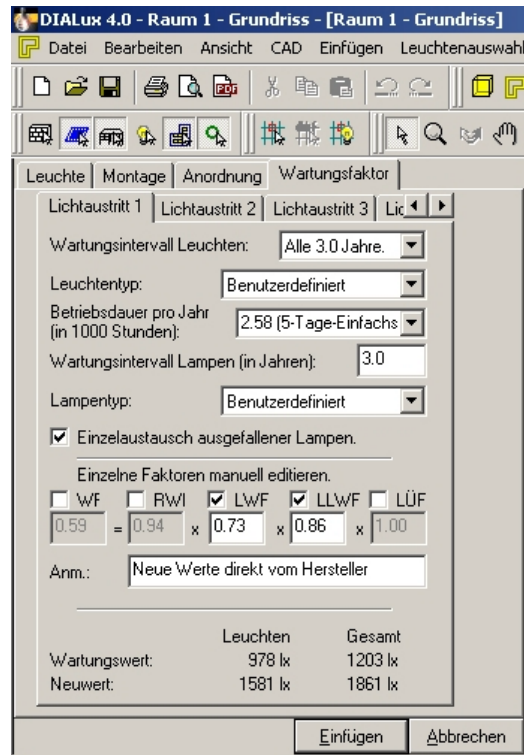 DIALux 4.0 - Raum 1 - Grundriss - [Raum 1 - Grundriss]
Datei Bearbeiten Ansicht CAD Einfügen Leuchtenauswahl
PDF
Leuchte Montage Anordnung Wartungsfaktor
Lichtaustritt 1 Lichtaustritt 2 Lichtaustritt 3 Lic
Wartungsintervall Leuchten: Alle 3.0 Jahre.
Leuchtentyp: Benutzerdefiniert
Betriebsdauer pro Jahr
(in 1000 Stunden): 2.58 (5-Tage-Einfachs
Wartungsintervall Lampen (in Jahren): 3.0
Lampentyp: Benutzerdefiniert
Einzelaustausch ausgefallener Lampen.
Einzelne Faktoren manuell editieren.
WF RWI LWF LLWF LÜF
0.59 = 0.94 x 0.73 x 0.86 x 1.00
Anm.: Neue Werte direkt vom Hersteller
Leuchten Gesamt
Wartungswert: 978 lx 1203 lx
Neuwert: 1581 lx 1861 lx
Einfügen Abbrechen